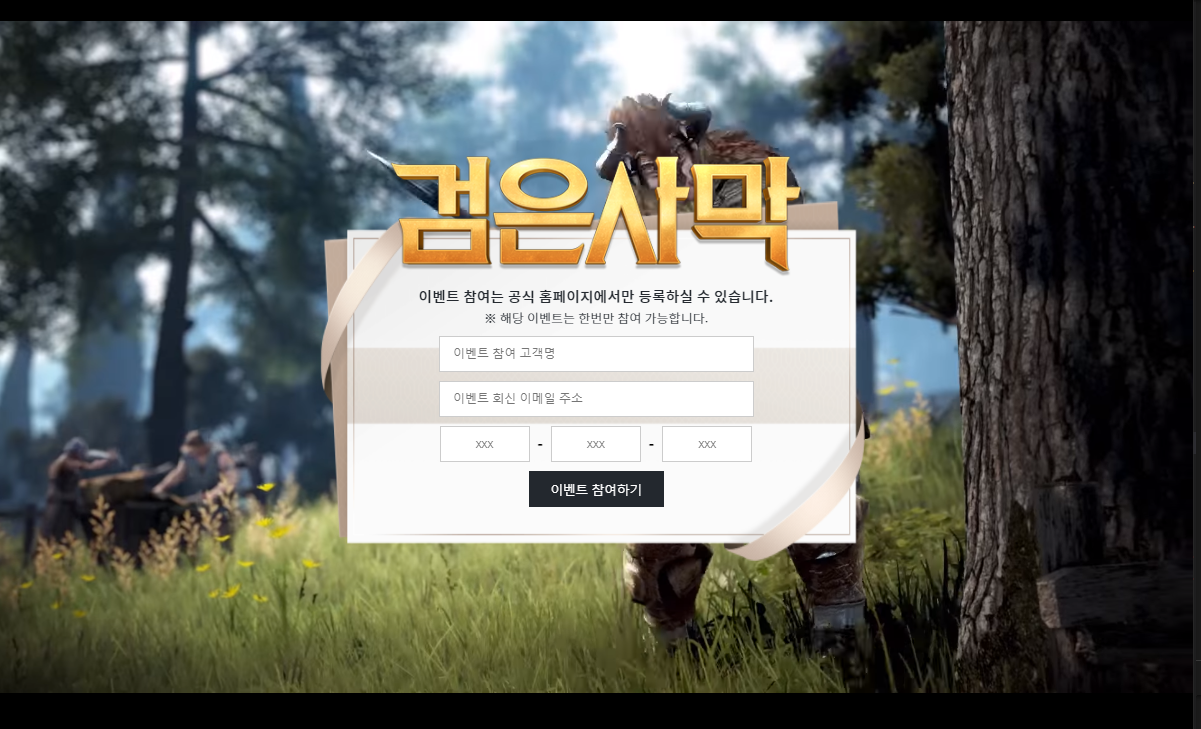 검은사막
이벤트 참여는 공식 홈페이지에서만 등록하실 수 있습니다.
※ 해당 이벤트는 한번만 참여 가능합니다.
이벤트 참여 고객명
이벤트 회신 이메일 주소
xxx - xxx - xxx
이벤트 참여하기